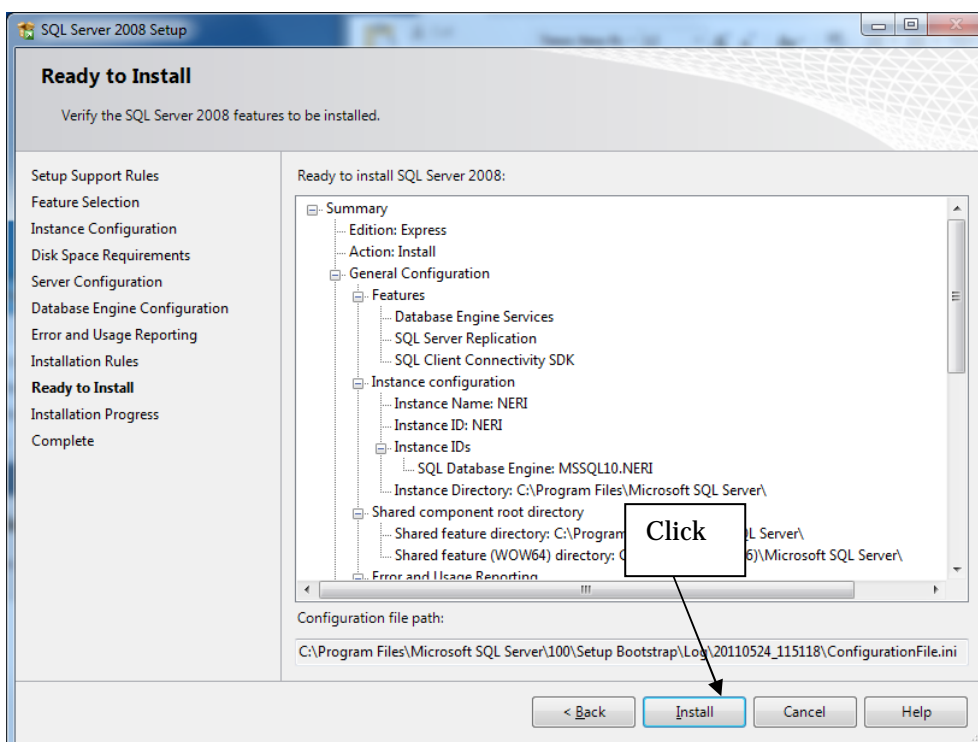 SQL Server 2008 Setup
Ready to Install
Verify the SQL Server 2008 features to be installed.
Setup Support Rules
Feature Selection
Instance Configuration
Disk Space Requirements
Server Configuration
Database Engine Configuration
Error and Usage Reporting
Installation Rules
Ready to Install
Installation Progress
Complete
Ready to install SQL Server 2008:
Summary
Edition: Express
Action: Install
General Configuration
Features
Database Engine Services
SQL Server Replication
SQL Client Connectivity SDK
Instance configuration
Instance Name: NERI
Instance ID: NERI
Instance IDs
SQL Database Engine: MSSQL10.NERI
Instance Directory: C:\Program Files\Microsoft SQL Server\
Shared component root directory
Shared feature directory: C:\Program L Server\
Shared feature (WOW64) directory: 6)\Microsoft SQL Server\
Error and Usage Reporting
Click
Configuration file path:
C:\Program Files\Microsoft SQL Server\100\Setup Bootstrap\Log\20110524_115118\ConfigurationFile.ini
< Back Install Cancel Help